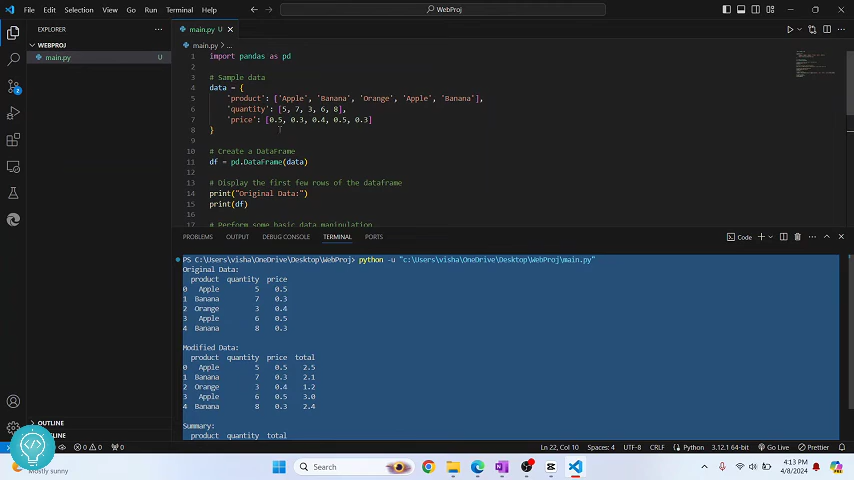 File Edit Selection View Go Run Terminal Help
WebProj
EXPLORER
WEBPROJ
main.py U
OUTLINE
main.py U
main.py > ...
1 import pandas as pd
2
3 # Sample data
4 data = {
5 'product': ['Apple', 'Banana', 'Orange', 'Apple', 'Banana'],
6 'quantity': [5, 7, 3, 6, 8],
7 'price': [0.5, 0.3, 0.4, 0.5, 0.3]
8 }
9
10 # Create a DataFrame
11 df = pd.DataFrame(data)
12
13 # Display the first few rows of the dataframe
14 print("Original Data:")
15 print(df)
16
17 # Perform some basic data manipulation
PROBLEMS OUTPUT DEBUG CONSOLE TERMINAL PORTS
Code
PS C:\Users\visha\OneDrive\Desktop\WebProj> python -u "c:\Users\visha\OneDrive\Desktop\WebProj\main.py"
Original Data:
product quantity price
0 Apple 5 0.5
1 Banana 7 0.3
2 Orange 3 0.4
3 Apple 6 0.5
4 Banana 8 0.3
Modified Data:
product quantity price total
0 Apple 5 0.5 2.5
1 Banana 7 0.3 2.1
2 Orange 3 0.4 1.2
3 Apple 6 0.5 3.0
4 Banana 8 0.3 2.4
Summary:
product quantity total
0 0 0 Ln 22, Col 10 Spaces: 4 UTF-8 CRLF Python 3.12.1 64-bit Go Live Prettier
Mostly sunny
Search
4:13 PM
4/8/2024